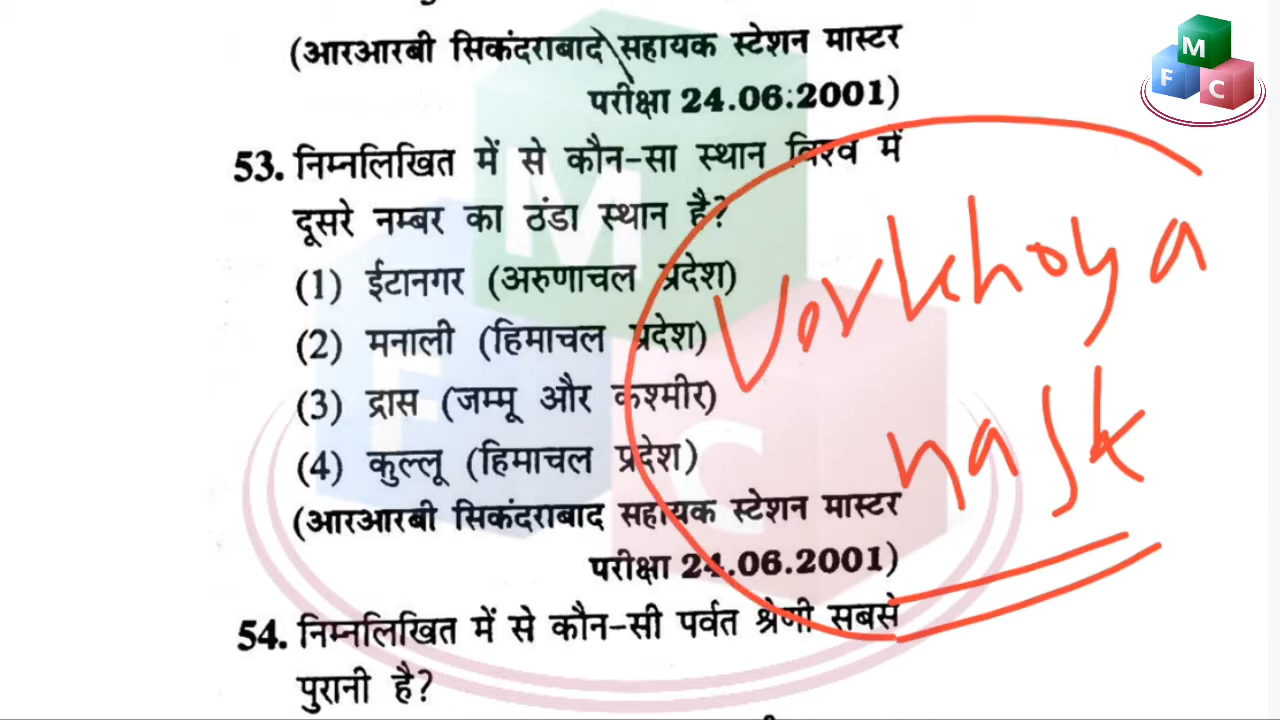 (आरआरबी सिकंदराबाद सहायक स्टेशन मास्टर
परीक्षा 24.06.2001)
53. निम्नलिखित में से कौन-सा स्थान विश्व में
दूसरे नम्बर का ठंडा स्थान है?
(1) ईटानगर (अरुणाचल प्रदेश)
(2) मनाली (हिमाचल प्रदेश)
(3) द्रास (जम्मू और कश्मीर)
(4) कुल्लू (हिमाचल प्रदेश)
(आरआरबी सिकंदराबाद सहायक स्टेशन मास्टर
परीक्षा 24.06.2001)
54. निम्नलिखित में से कौन-सी पर्वत श्रेणी सबसे
पुरानी है?
Verkhoya
nask
M
F C
M
F C